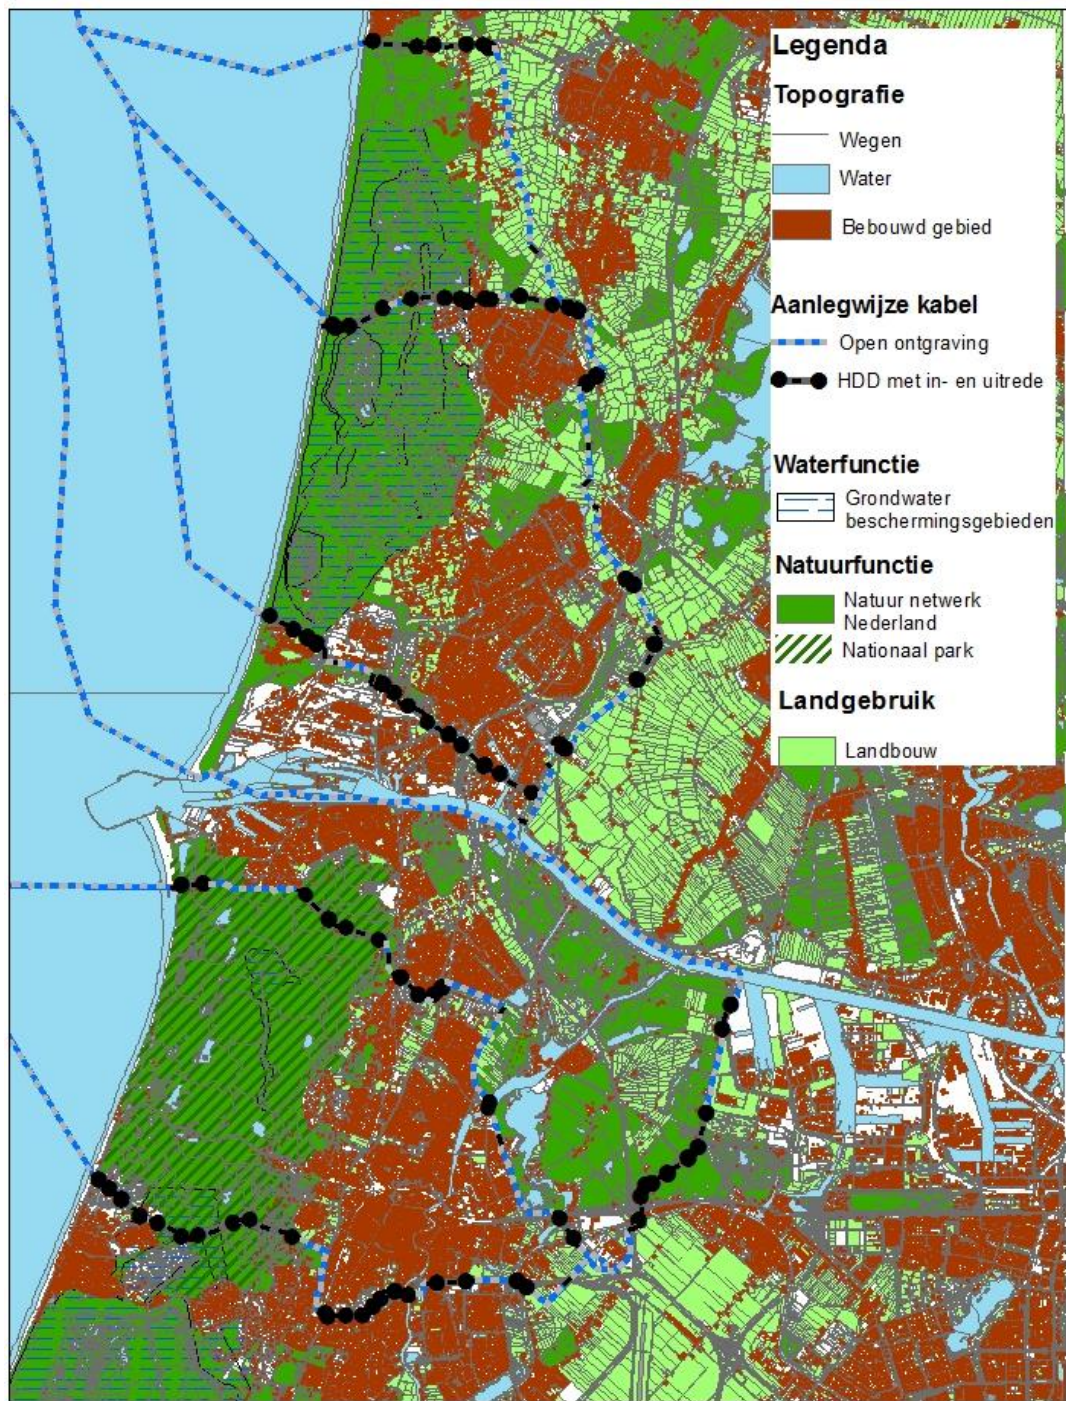 Legenda
Topografie
Wegen
Water
Bebouwd gebied
Aanlegwijze kabel
Open ontgraving
HDD met in- en uitrede
Waterfunctie
Grondwater
beschermingsgebieden
Natuurfunctie
Natuur netwerk
Nederland
Nationaal park
Landgebruik
Landbouw